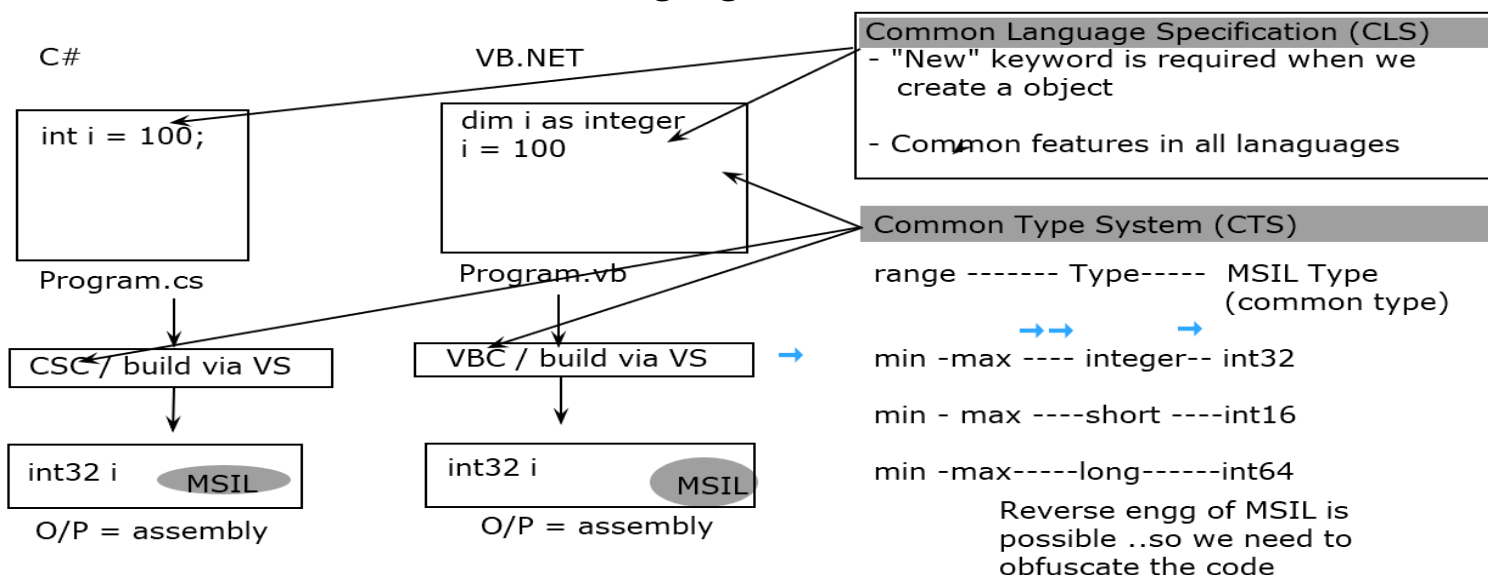 C#
int i = 100;
Program.cs
CSC / build via VS
int32 i
MSIL
O/P = assembly
VB.NET
dim i as integer
i = 100
Program.vb
VBC / build via VS
int32 i
MSIL
O/P = assembly
Common Language Specification (CLS)
- "New" keyword is required when we
create a object
- Common features in all lanaguages
Common Type System (CTS)
range ------- Type----- MSIL Type
(common type)
min -max ---- integer-- int32
min - max ----short ----int16
min -max-----long------int64
Reverse engg of MSIL is
possible ..so we need to
obfuscate the code